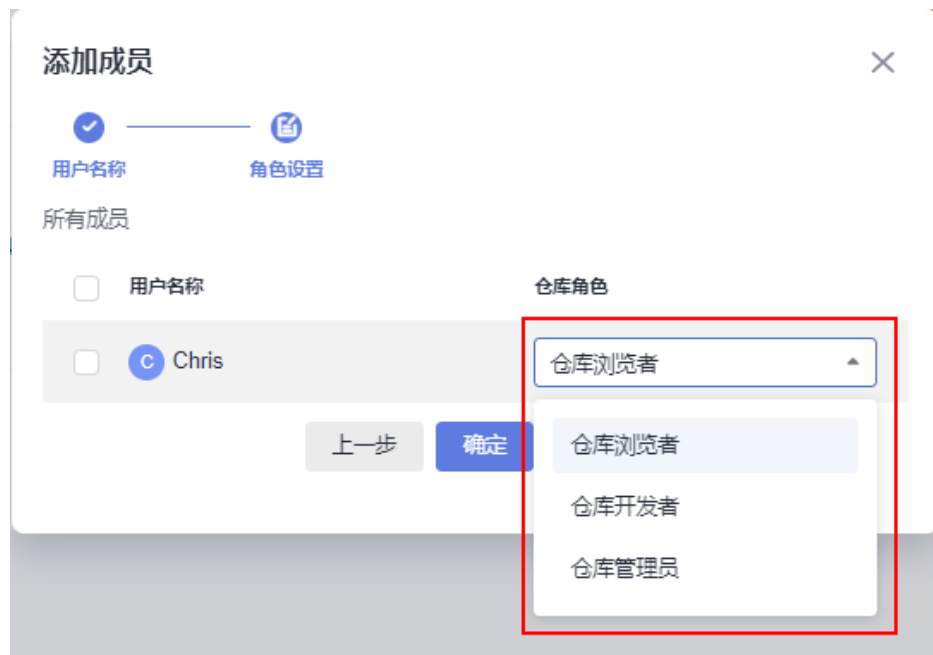 添加成员
用户名称 角色设置
所有成员
用户名称 仓库角色
C Chris 仓库浏览者
上一步 确定 仓库浏览者
仓库开发者
仓库管理员